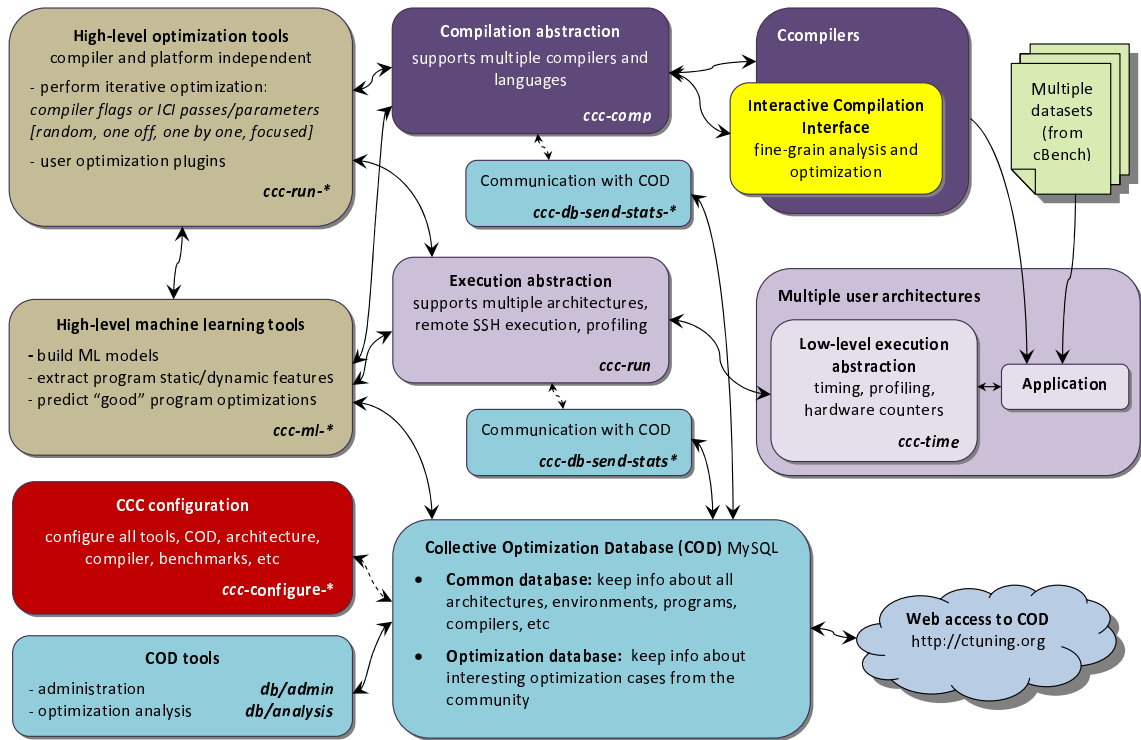 High-level optimization tools
compiler and platform independent
- perform iterative optimization:
compiler flags or ICI passes/parameters
[random, one off, one by one, focused]
- user optimization plugins
ccc-run-*
Compilation abstraction
supports multiple compilers and
languages
ccc-comp
Ccompilers
Interactive Compilation
Interface
fine-grain analysis and
optimization
Multiple
datasets
(from
cBench)
Communication with COD
ccc-db-send-stats-*
High-level machine learning tools
- build ML models
- extract program static/dynamic features
- predict “good” program optimizations
ccc-ml-*
Execution abstraction
supports multiple architectures,
remote SSH execution, profiling
ccc-run
Multiple user architectures
Low-level execution
abstraction
timing, profiling,
hardware counters
ccc-time
Application
Communication with COD
ccc-db-send-stats*
CCC configuration
configure all tools, COD, architecture,
compiler, benchmarks, etc
ccc-configure-*
Collective Optimization Database (COD) MySQL
• Common database: keep info about all
architectures, environments, programs,
compilers, etc
• Optimization database: keep info about
interesting optimization cases from the
community
Web access to COD
http://ctuning.org
COD tools
- administration db/admin
- optimization analysis db/analysis